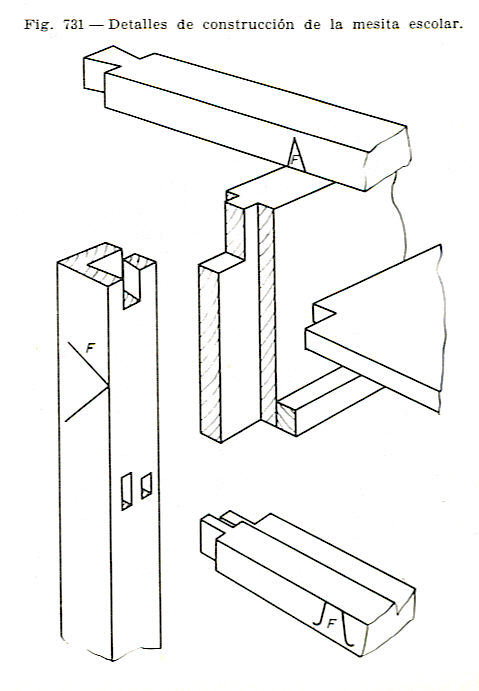 Fig. 731 — Detalles de construcción de la mesita escolar.
F
F
F